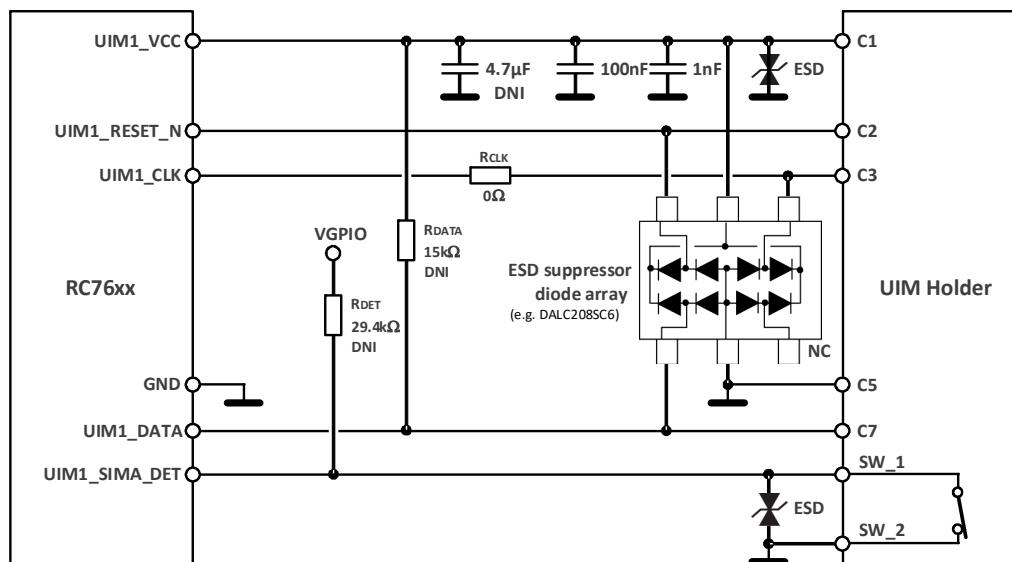 UIM1_VCC
C1
4.7µF
DNI
100nF
1nF
ESD
UIM1_RESET_N
C2
UIM1_CLK
RCLK
0Ω
C3
VGPIO
RDATA
15kΩ
DNI
RC76xx
RDET
29.4kΩ
DNI
ESD suppressor
diode array
(e.g. DALC208SC6)
UIM Holder
NC
GND
C5
UIM1_DATA
C7
UIM1_SIMA_DET
SW_1
ESD
SW_2